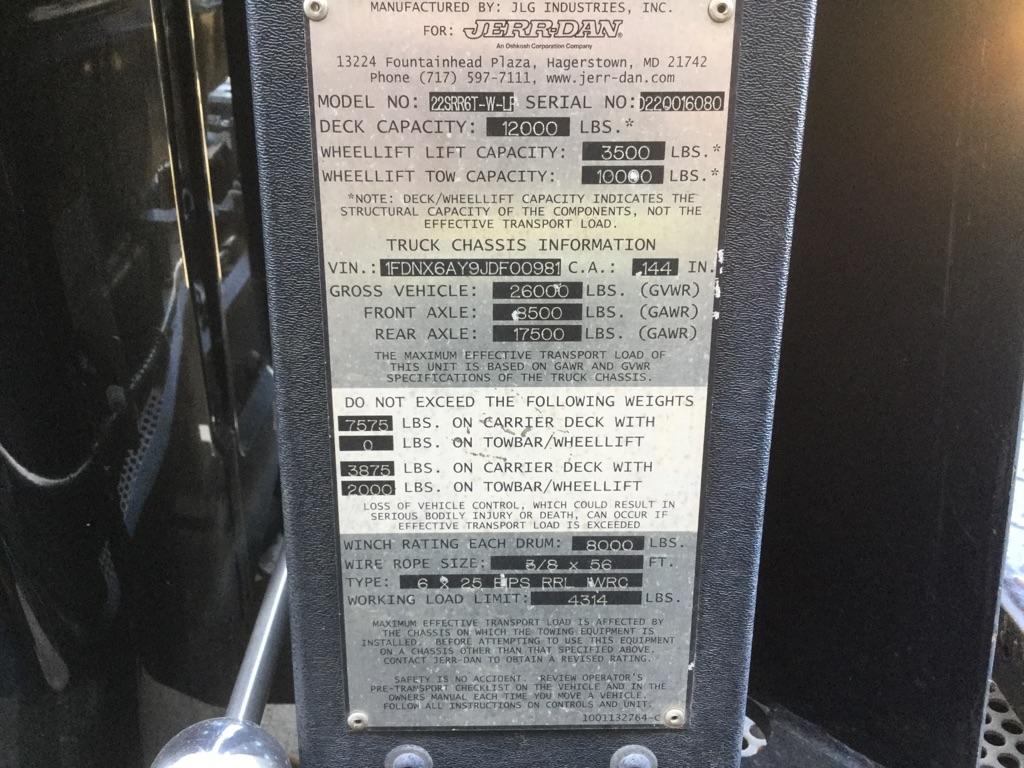 MANUFACTURED BY: JLG INDUSTRIES, INC.
FOR: JERR-DAN®
An Oshkosh Corporation Company
13224 Fountainhead Plaza, Hagerstown, MD 21742
Phone (717) 597-7111, www.jerr-dan.com
MODEL NO: 22SRR6T-W-LP SERIAL NO: 0220016080
DECK CAPACITY: 12000 LBS.*
WHEELLIFT LIFT CAPACITY: 3500 LBS.*
WHEELLIFT TOW CAPACITY: 10000 LBS.*
*NOTE: DECK/WHEELLIFT CAPACITY INDICATES THE
STRUCTURAL CAPACITY OF THE COMPONENTS, NOT THE
EFFECTIVE TRANSPORT LOAD.
TRUCK CHASSIS INFORMATION
VIN.: 1FDNX6AY9JDF00981 C.A.: 144 IN.
GROSS VEHICLE: 26000 LBS. (GVWR)
FRONT AXLE: 8500 LBS. (GAWR)
REAR AXLE: 17500 LBS. (GAWR)
THE MAXIMUM EFFECTIVE TRANSPORT LOAD OF
THIS UNIT IS BASED ON GAWR AND GVWR
SPECIFICATIONS OF THE TRUCK CHASSIS.
DO NOT EXCEED THE FOLLOWING WEIGHTS
7575 LBS. ON CARRIER DECK WITH
0 LBS. ON TOWBAR/WHEELLIFT
3875 LBS. ON CARRIER DECK WITH
2000 LBS. ON TOWBAR/WHEELLIFT
LOSS OF VEHICLE CONTROL, WHICH COULD RESULT IN
SERIOUS BODILY INJURY OR DEATH, CAN OCCUR IF
EFFECTIVE TRANSPORT LOAD IS EXCEEDED
WINCH RATING EACH DRUM: 8000 LBS.
WIRE ROPE SIZE: 3/8 x 56 FT.
TYPE: 6 X 25 EIPS RRL IWRC
WORKING LOAD LIMIT: 4314 LBS.
MAXIMUM EFFECTIVE TRANSPORT LOAD IS AFFECTED BY
THE CHASSIS ON WHICH THE TOWING EQUIPMENT IS
INSTALLED. BEFORE ATTEMPTING TO USE THIS EQUIPMENT
ON A CHASSIS OTHER THAN THAT SPECIFIED ABOVE,
CONTACT JERR-DAN TO OBTAIN A REVISED RATING.
SAFETY IS NO ACCIDENT. REVIEW OPERATOR'S
PRE-TRANSPORT CHECKLIST ON THE VEHICLE AND IN THE
OWNERS MANUAL EACH TIME YOU MOVE A VEHICLE.
FOLLOW ALL INSTRUCTIONS ON CONTROLS AND UNIT.
1001132764-C